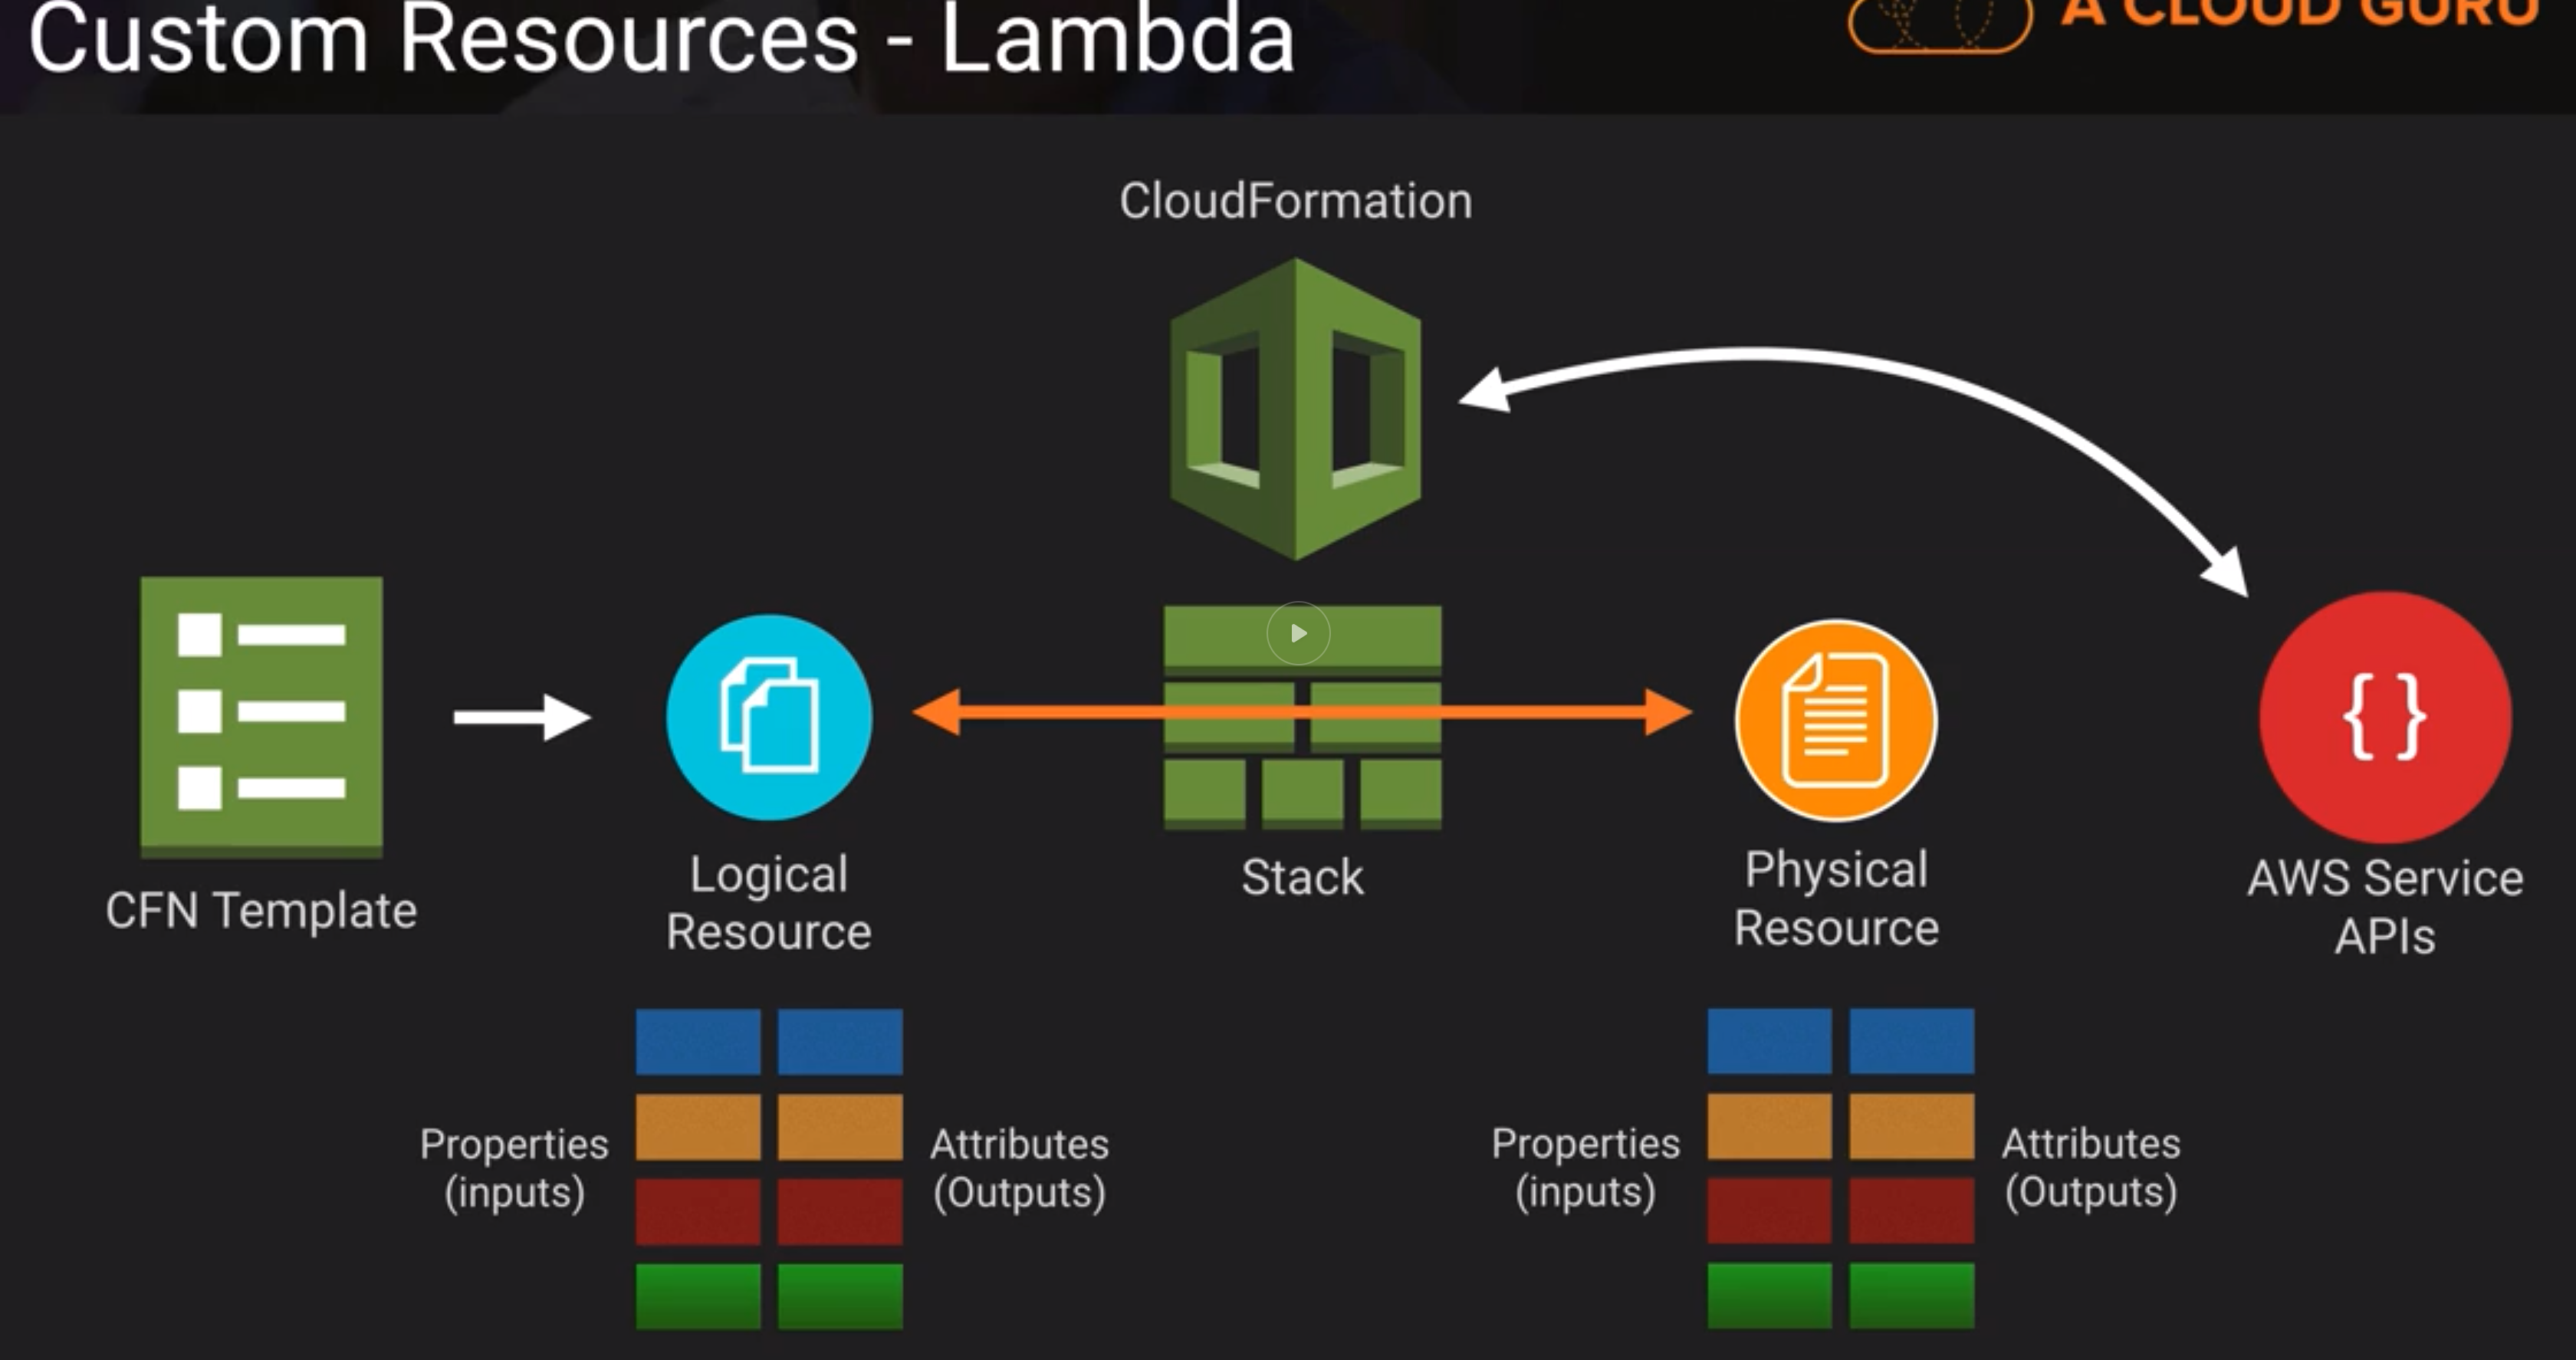 Custom Resources - Lambda
A CLOUD GURU
CloudFormation
CFN Template
Logical
Resource
Stack
Physical
Resource
{ }
AWS Service
APIs
Properties
(inputs)
Attributes
(Outputs)
Properties
(inputs)
Attributes
(Outputs)